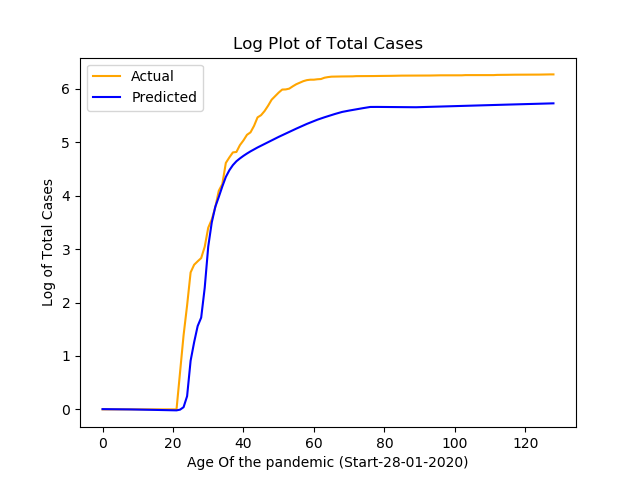 Log Plot of Total Cases
Actual
Predicted
6
5
4
3
2
1
0
Log of Total Cases
0 20 40 60 80 100 120
Age Of the pandemic (Start-28-01-2020)